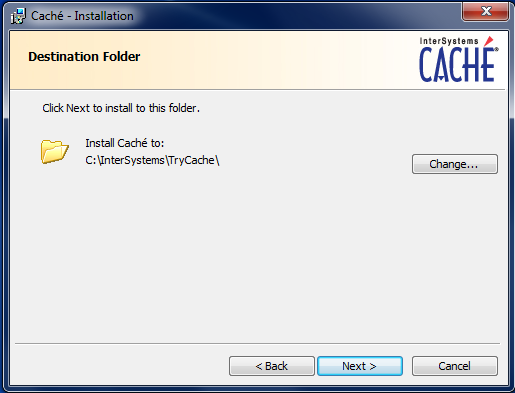 Caché - Installation
Destination Folder
InterSystems
CACHÉ®
Click Next to install to this folder.
Install Caché to:
C:\InterSystems\TryCache\
Change...
< Back
Next >
Cancel